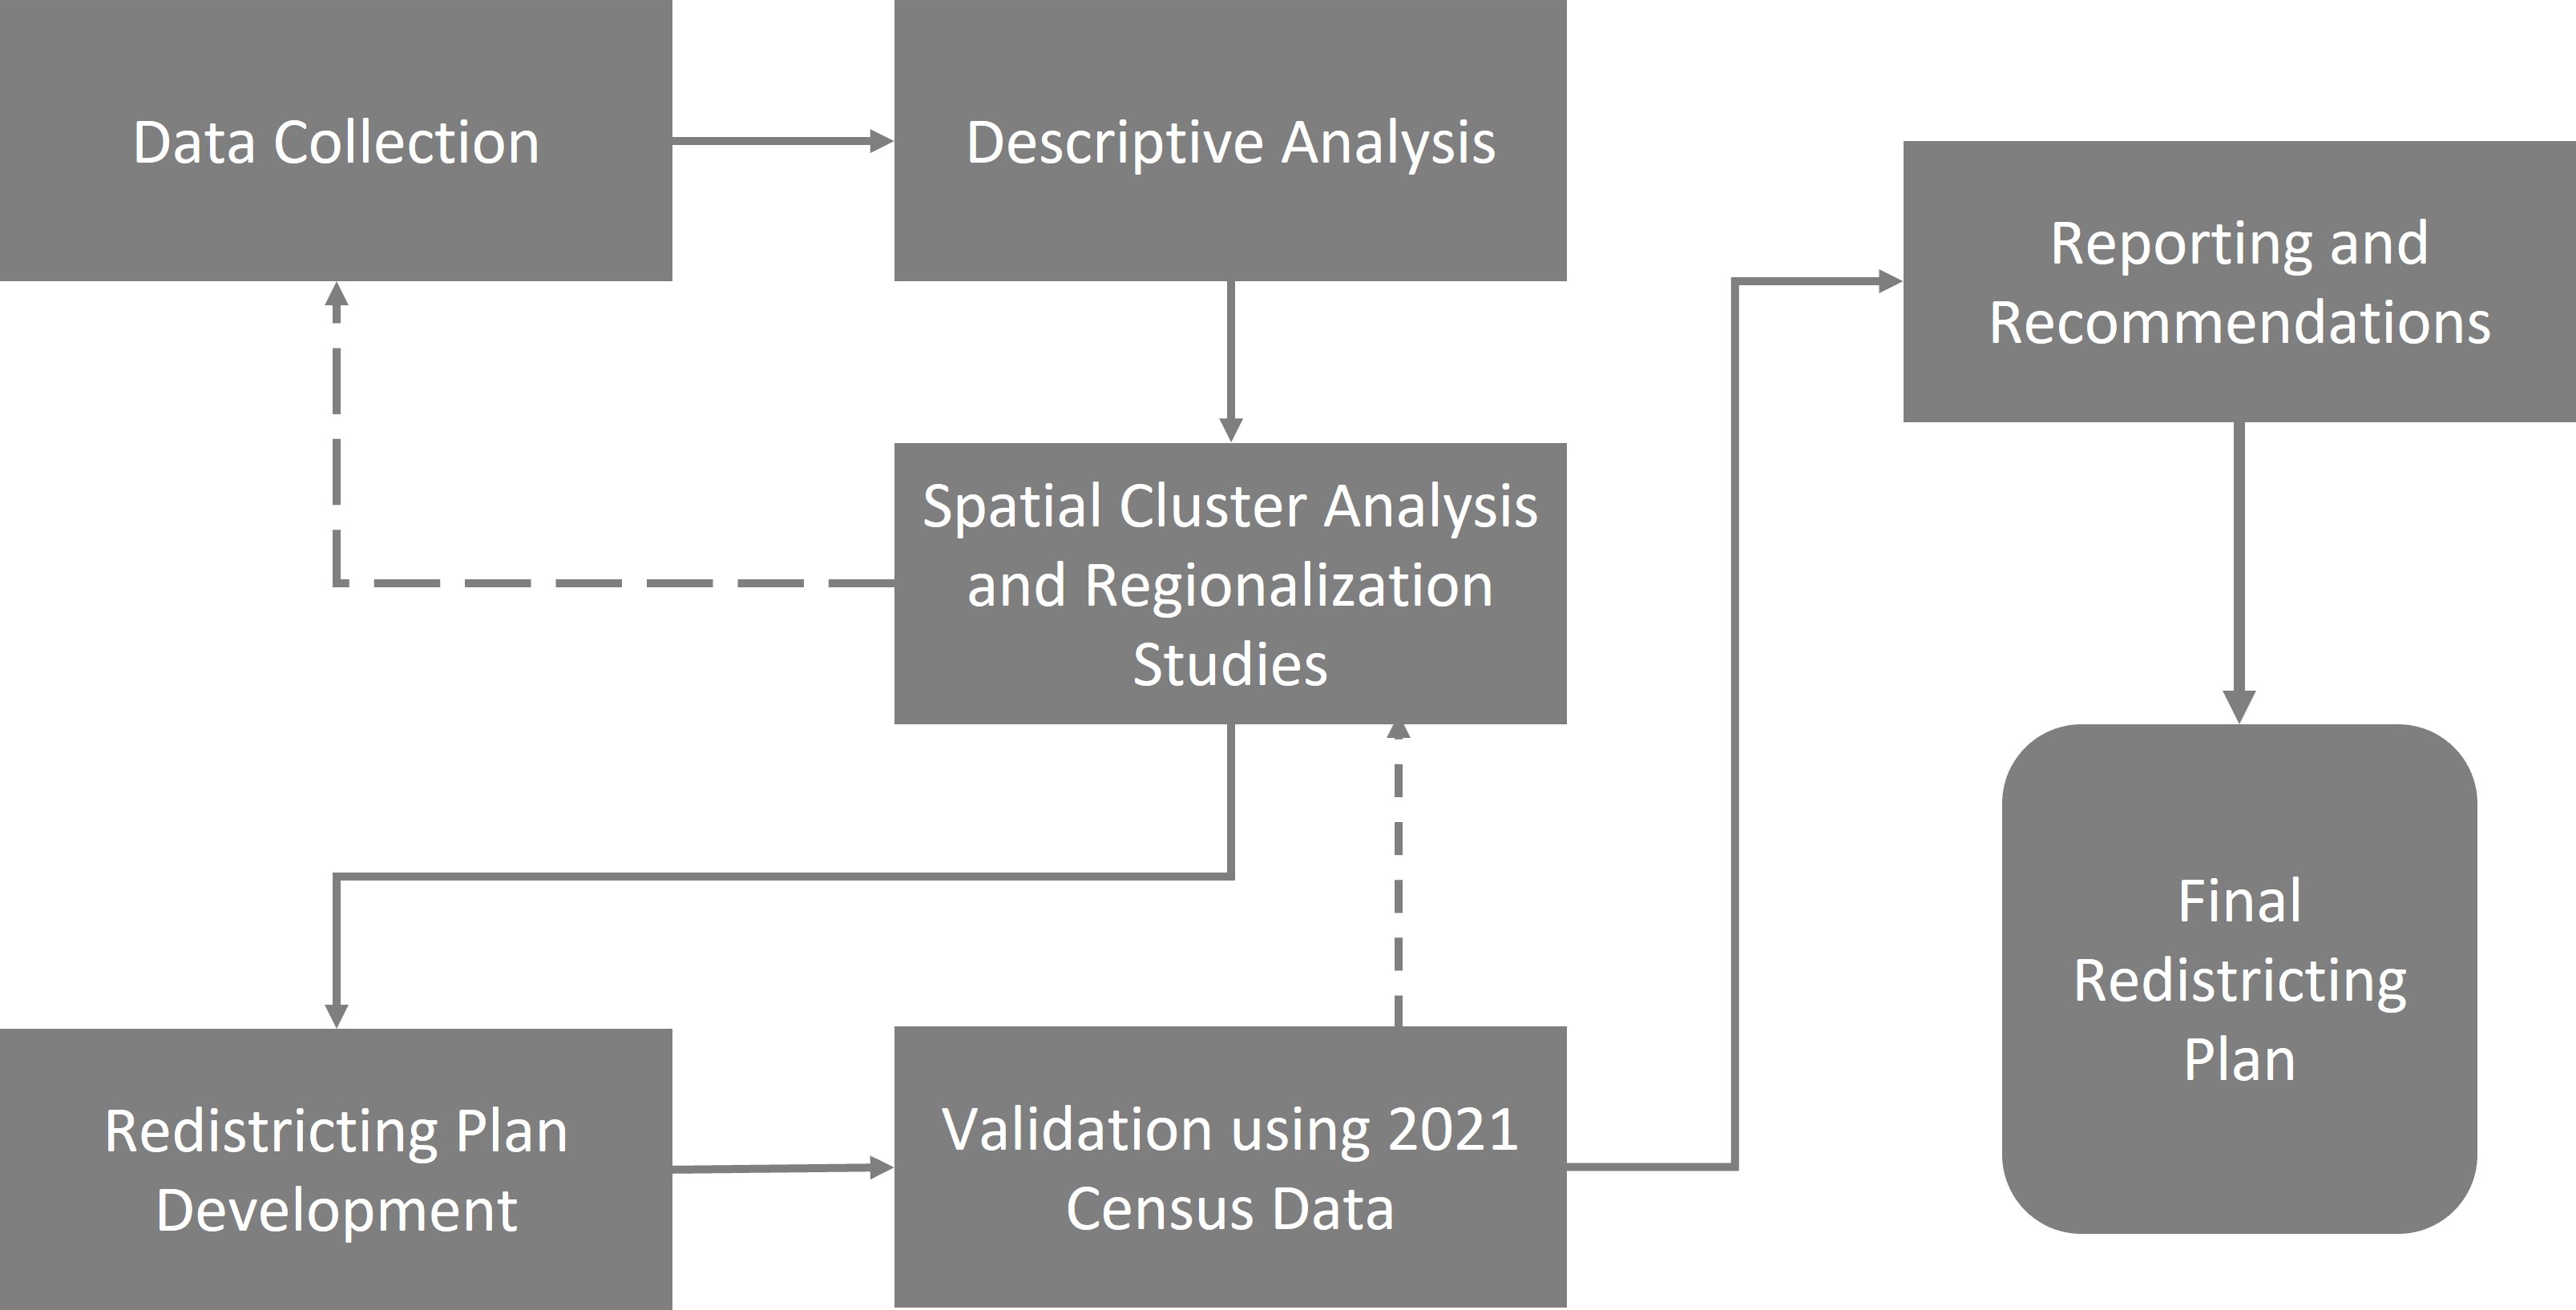 Data Collection
Descriptive Analysis
Spatial Cluster Analysis
and Regionalization
Studies
Redistricting Plan
Development
Validation using 2021
Census Data
Reporting and
Recommendations
Final
Redistricting
Plan